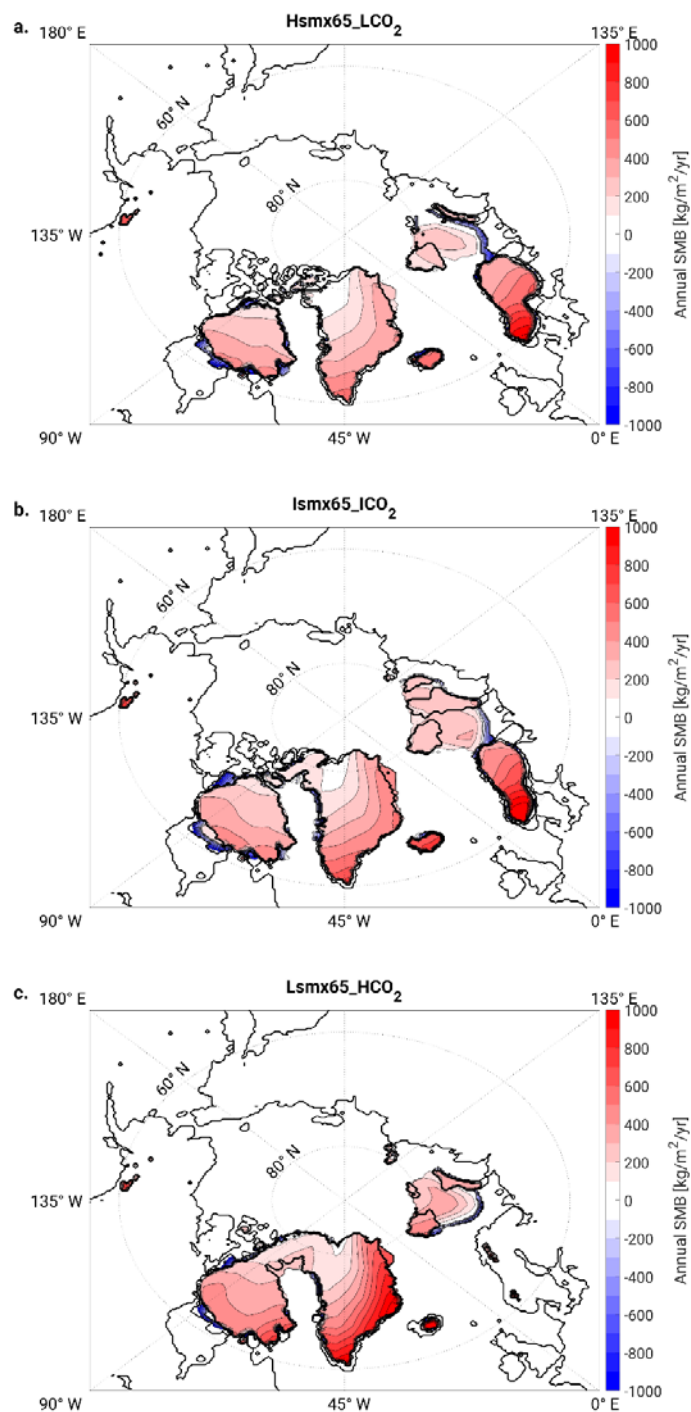 a.
Hsmx65_LCO2
180° E
135° E
60° N
80° N
135° W
90° W
45° W
0° E
1000
800
600
400
200
0
-200
-400
-600
-800
-1000
Annual SMB [kg/m²/yr]
b.
Ismx65_ICO2
180° E
135° E
60° N
80° N
135° W
90° W
45° W
0° E
1000
800
600
400
200
0
-200
-400
-600
-800
-1000
Annual SMB [kg/m²/yr]
c.
Lsmx65_HCO2
180° E
135° E
60° N
80° N
135° W
90° W
45° W
0° E
1000
800
600
400
200
0
-200
-400
-600
-800
-1000
Annual SMB [kg/m²/yr]